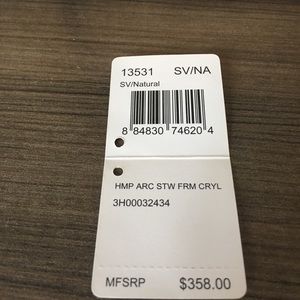 13531 SV/NA
SV/Natural
8 84830 74620 4
HMP ARC STW FRM CRYL
3H00032434
MFSRP $358.00